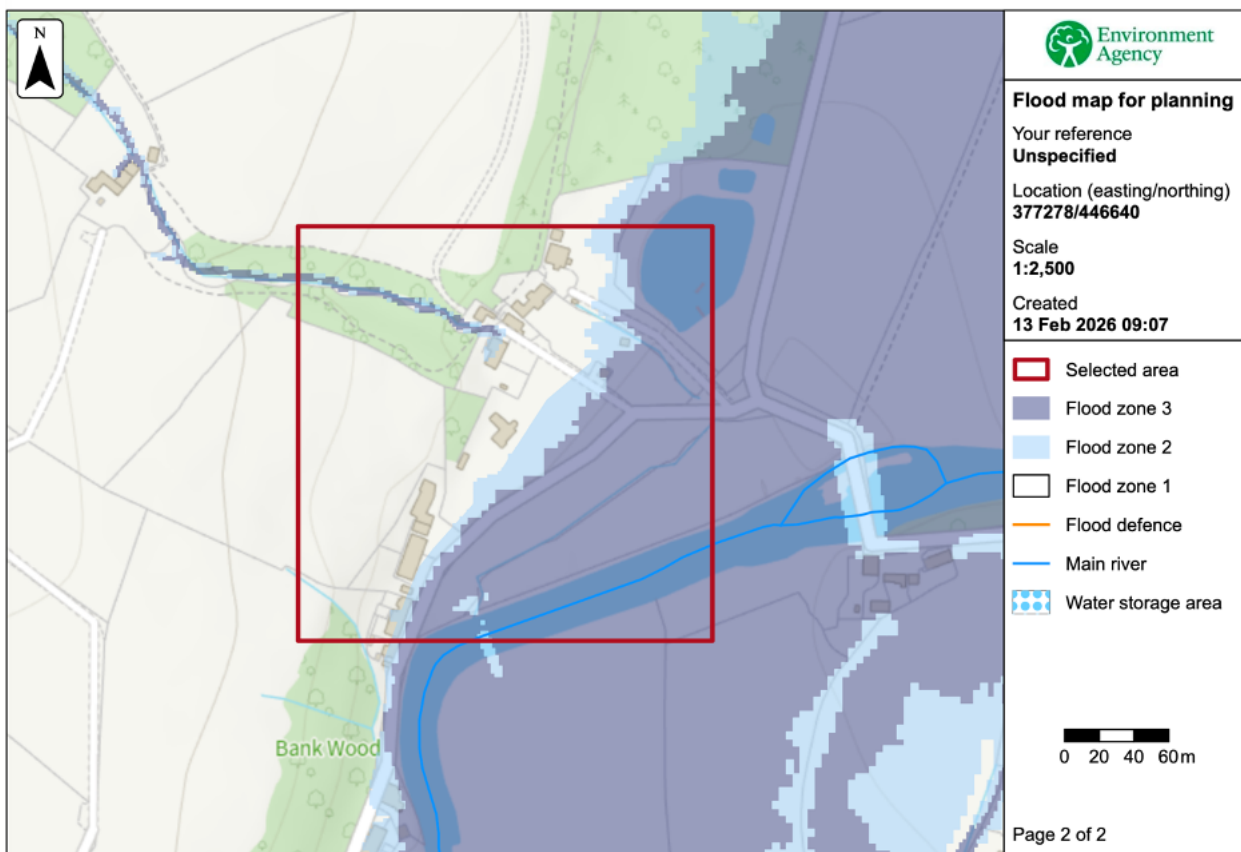 N
Bank Wood
Environment
Agency
Flood map for planning
Your reference
Unspecified
Location (easting/northing)
377278/446640
Scale
1:2,500
Created
13 Feb 2026 09:07
Selected area
Flood zone 3
Flood zone 2
Flood zone 1
Flood defence
Main river
Water storage area
0 20 40 60m
Page 2 of 2